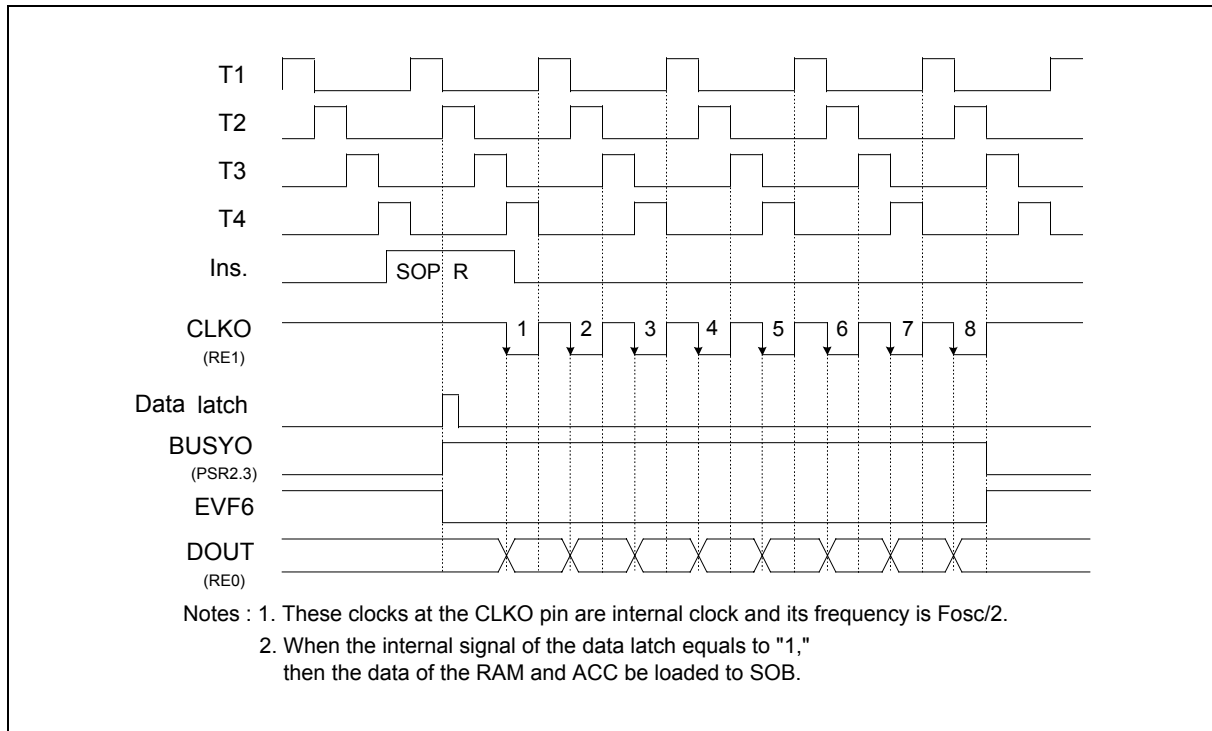 T1
T2
T3
T4
Ins.
SOP R
CLKO
(RE1)
1 2 3 4 5 6 7 8
Data latch
BUSYO
(PSR2.3)
EVF6
DOUT
(RE0)
Notes : 1. These clocks at the CLKO pin are internal clock and its frequency is Fosc/2.
2. When the internal signal of the data latch equals to "1,"
then the data of the RAM and ACC be loaded to SOB.